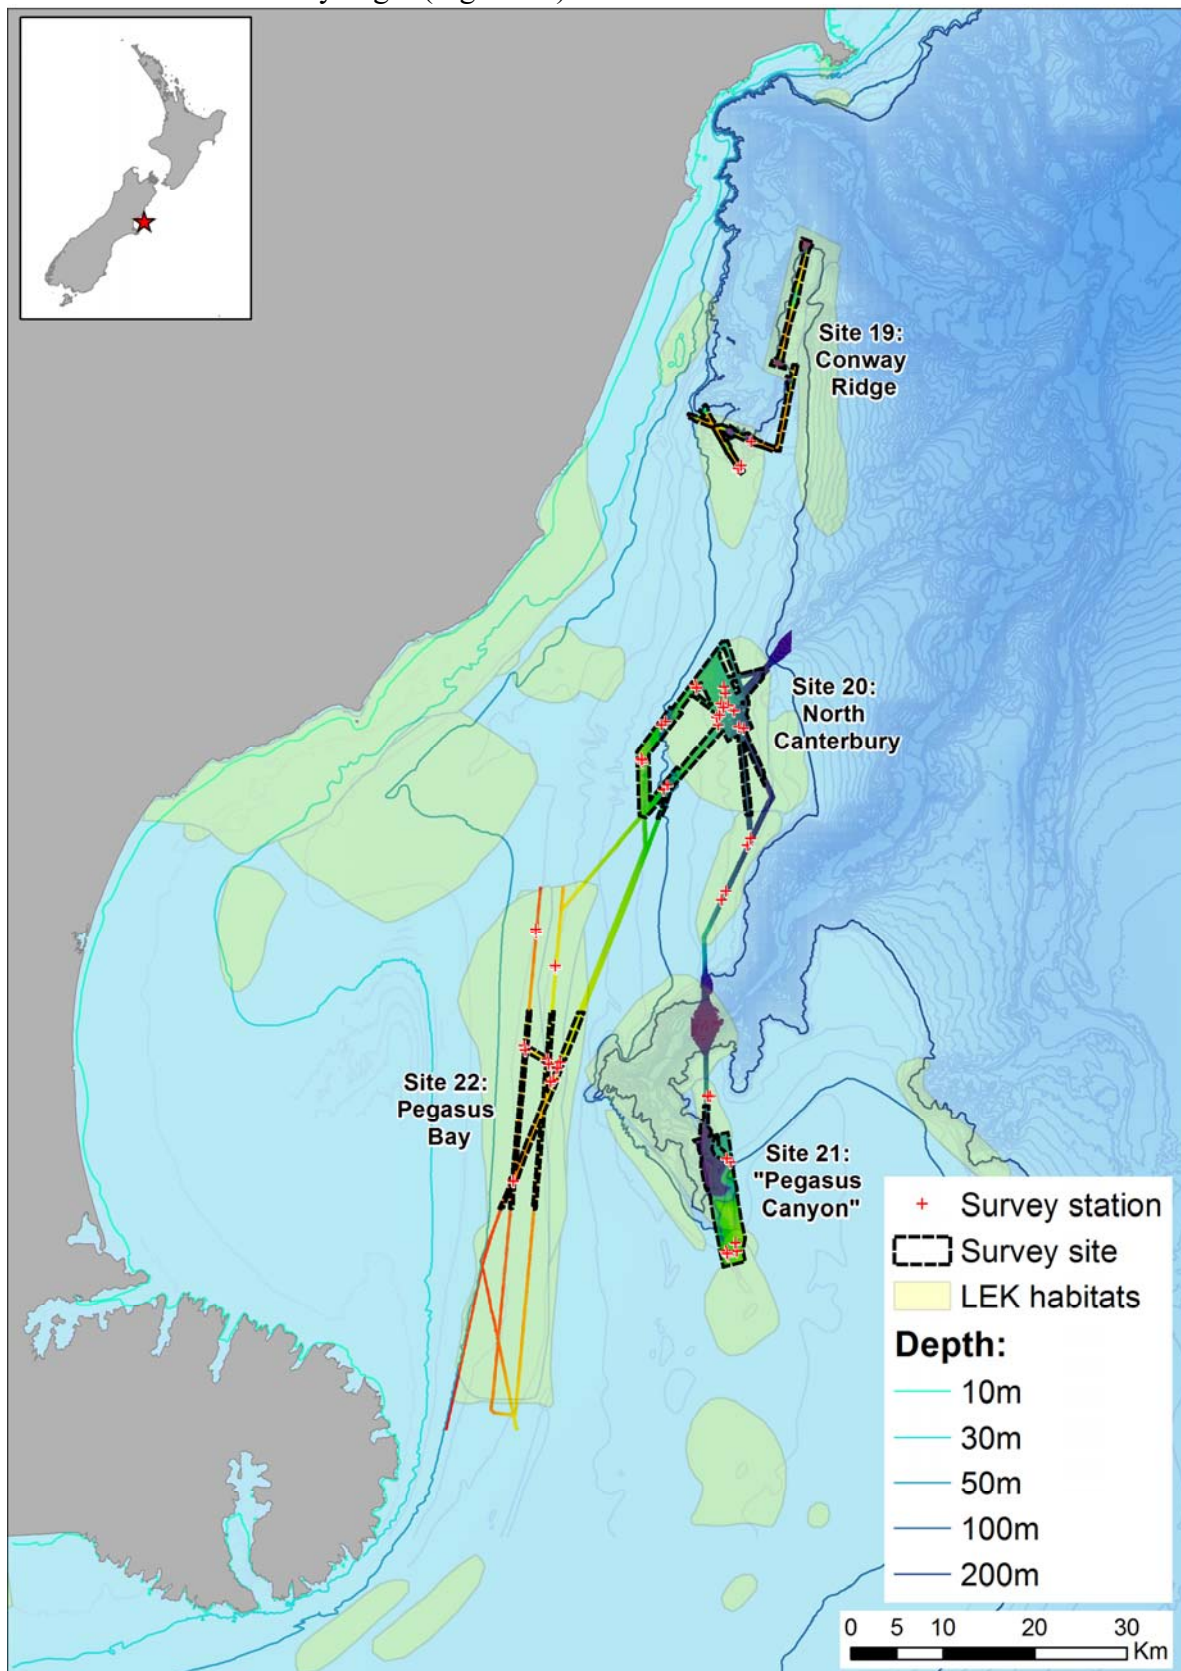 Site 19:
Conway
Ridge
Site 20:
North
Canterbury
Site 22:
Pegasus
Bay
Site 21:
"Pegasus
Canyon"
Survey station
Survey site
LEK habitats
Depth:
10m
30m
50m
100m
200m
0 5 10 20 30
Km